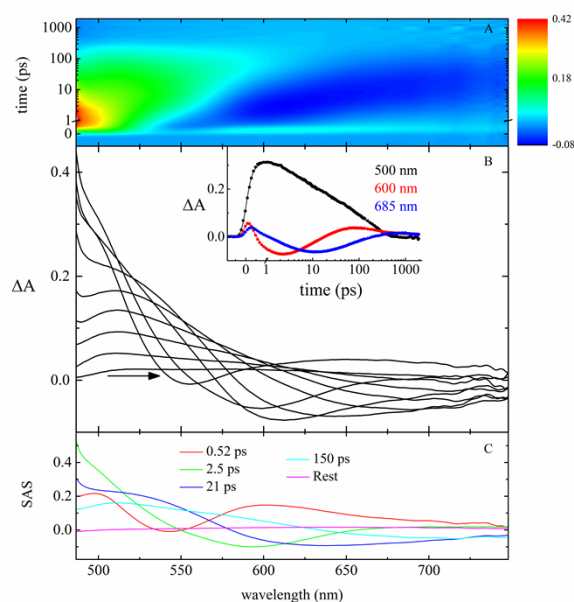 A
0.42
0.18
-0.08
time (ps)
1000
100
10
1
0
B
0.4
0.2
0.0
ΔA
500 nm
600 nm
685 nm
ΔA
0.2
0.0
0 1 10 100 1000
time (ps)
C
0.52 ps
2.5 ps
21 ps
150 ps
Rest
SAS
0.4
0.2
0.0
500 550 600 650 700
wavelength (nm)